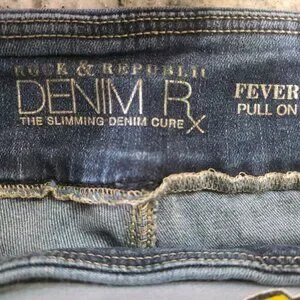 ROCK & REPUBLIC
DENIM Rx
THE SLIMMING DENIM CURE
FEVER
PULL ON